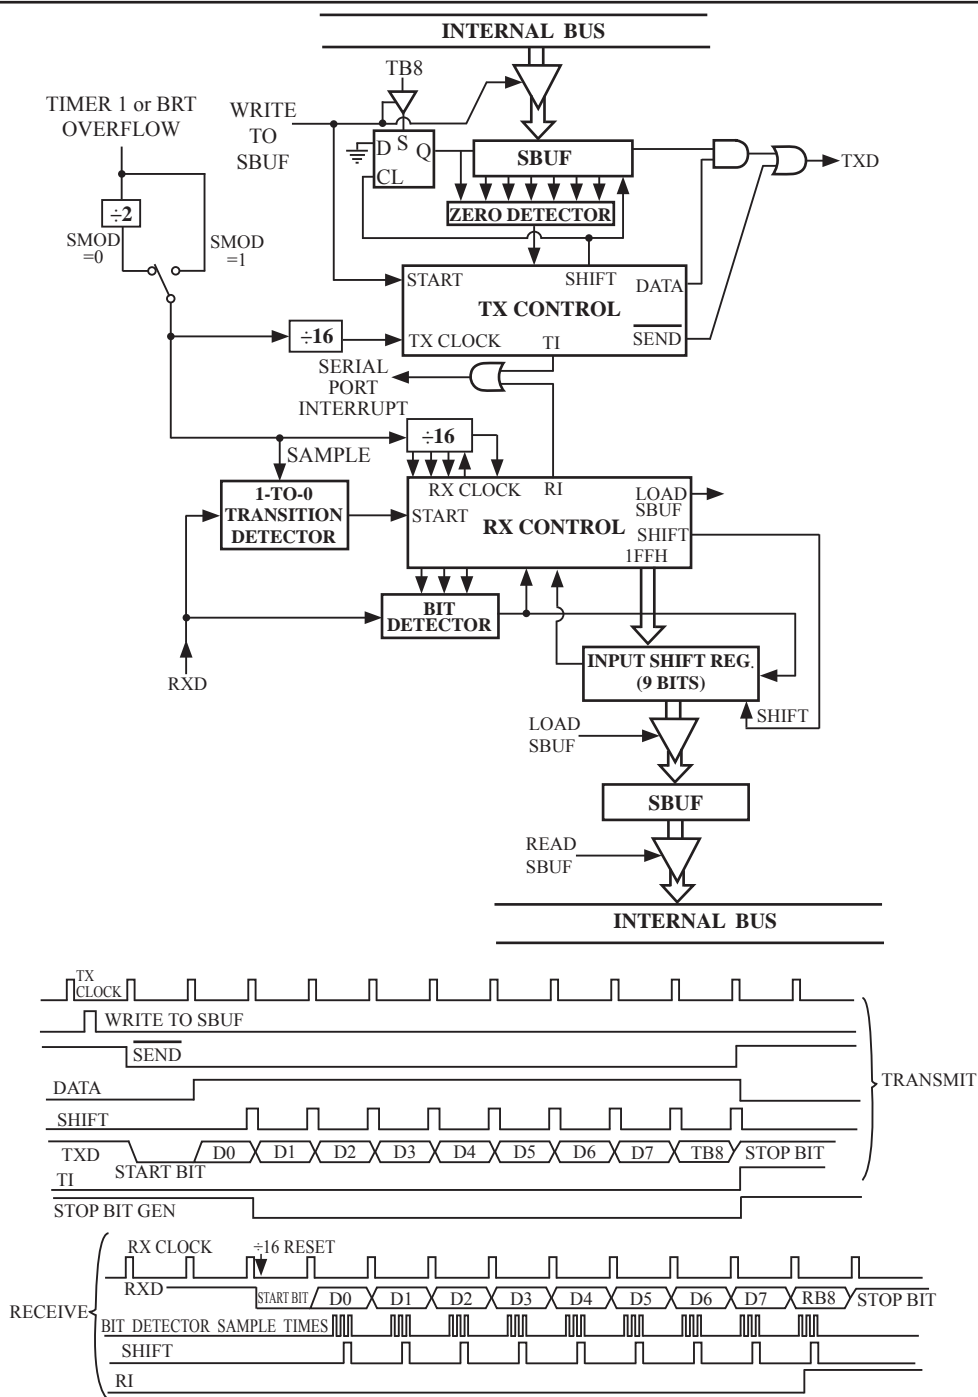 INTERNAL BUS
TB8
TIMER 1 or BRT
OVERFLOW
WRITE
TO
SBUF
D S Q
CL
SBUF
TXD
÷2
ZERO DETECTOR
SMOD
=0
SMOD
=1
START
SHIFT
DATA
TX CONTROL
÷16
TX CLOCK
TI
SEND
SERIAL
PORT
INTERRUPT
÷16
SAMPLE
1-TO-0
TRANSITION
DETECTOR
RX CLOCK
RI
LOAD
SBUF
START
RX CONTROL
SHIFT
1FFH
BIT
DETECTOR
RXD
INPUT SHIFT REG.
(9 BITS)
SHIFT
LOAD
SBUF
SBUF
READ
SBUF
INTERNAL BUS
TX
CLOCK
WRITE TO SBUF
SEND
DATA
TRANSMIT
SHIFT
TXD
START BIT
D0 D1 D2 D3 D4 D5 D6 D7 TB8 STOP BIT
TI
STOP BIT GEN
RX CLOCK
÷16 RESET
RXD
START BIT D0 D1 D2 D3 D4 D5 D6 D7 RB8 STOP BIT
RECEIVE
BIT DETECTOR SAMPLE TIMES
SHIFT
RI